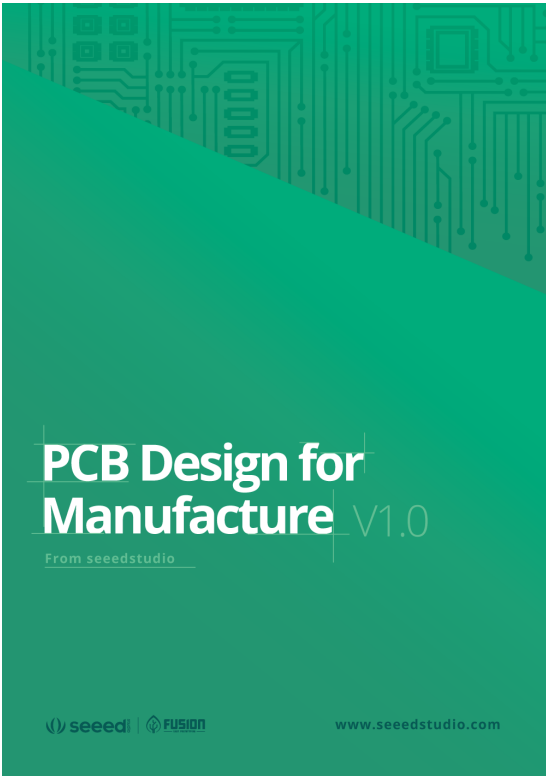 PCB Design for
Manufacture V1.0
From seeedstudio
seeed FUSION
www.seeedstudio.com